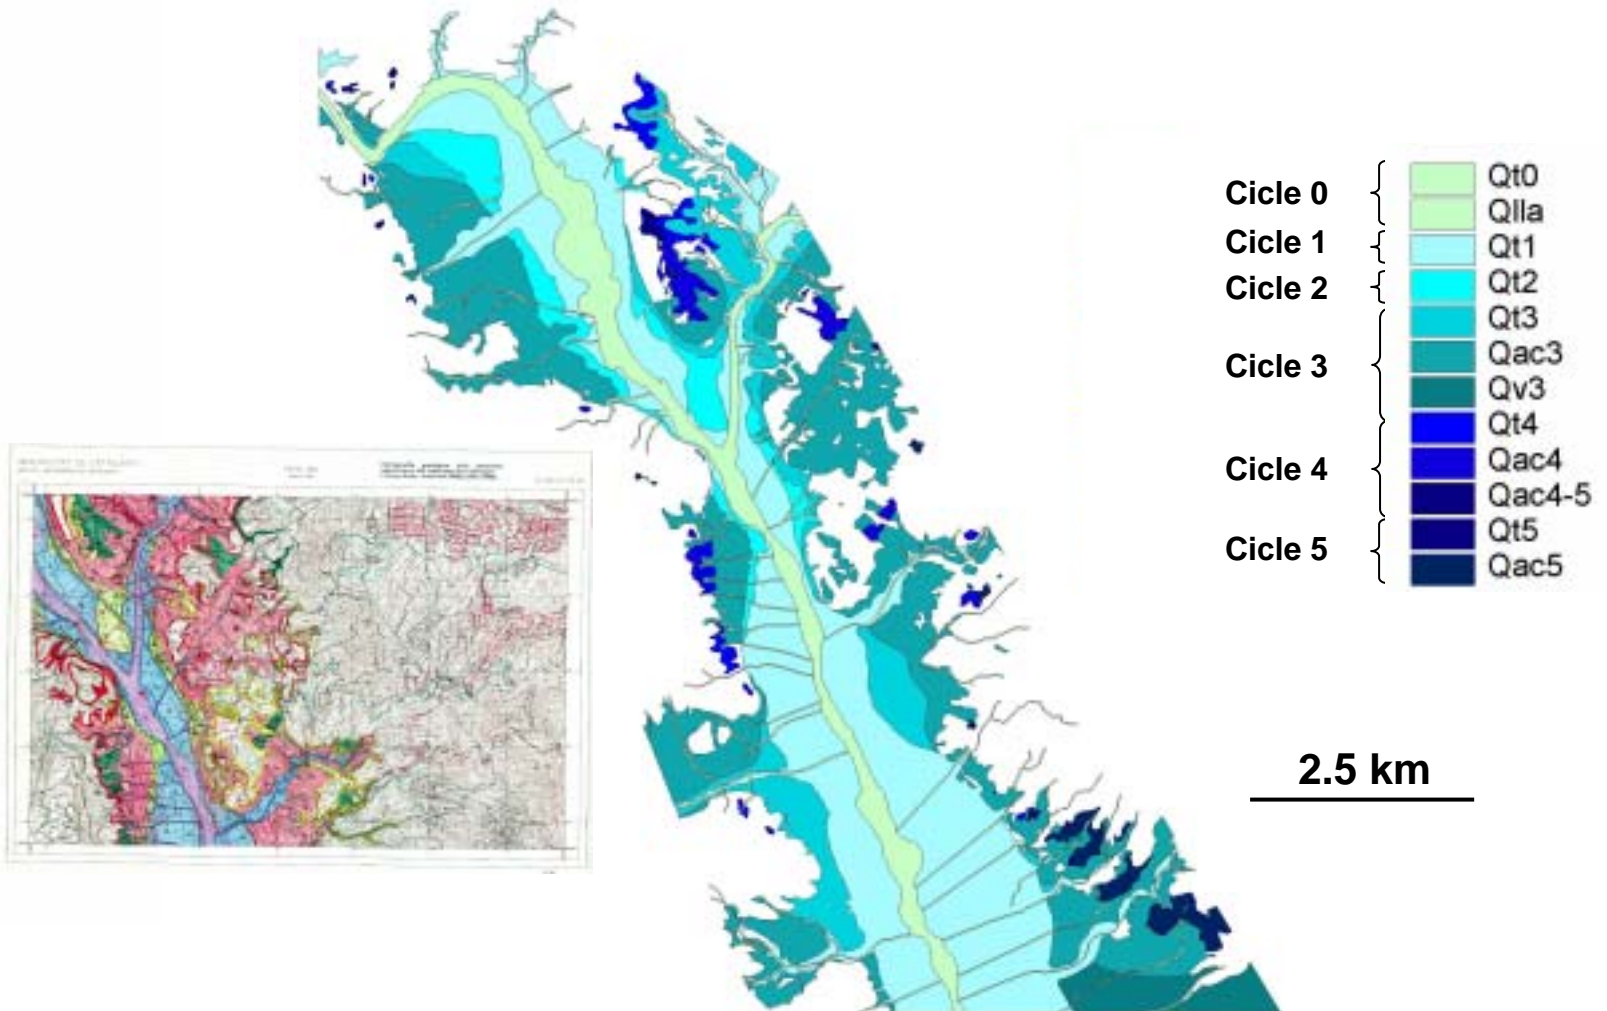 Cicle 0
Cicle 1
Cicle 2
Cicle 3
Cicle 4
Cicle 5
Qt0
Qlla
Qt1
Qt2
Qt3
Qac3
Qv3
Qt4
Qac4
Qac4-5
Qt5
Qac5
2.5 km